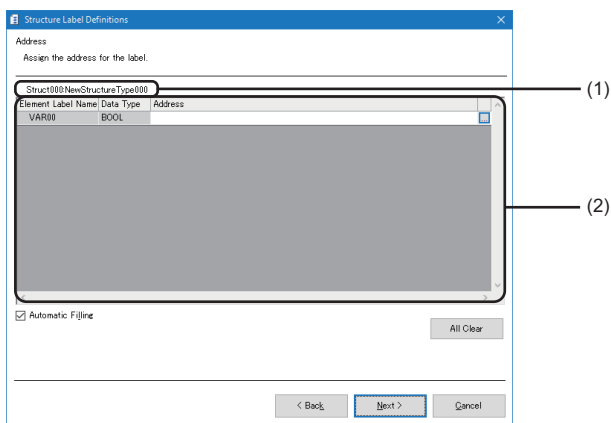 Structure Label Definitions
Address
Assign the address for the label.
Struct000:NewStructureType000
(1)
Element Label Name Data Type Address
VAR00 BOOL ...
(2)
Automatic Filling
All Clear
< Back Next > Cancel